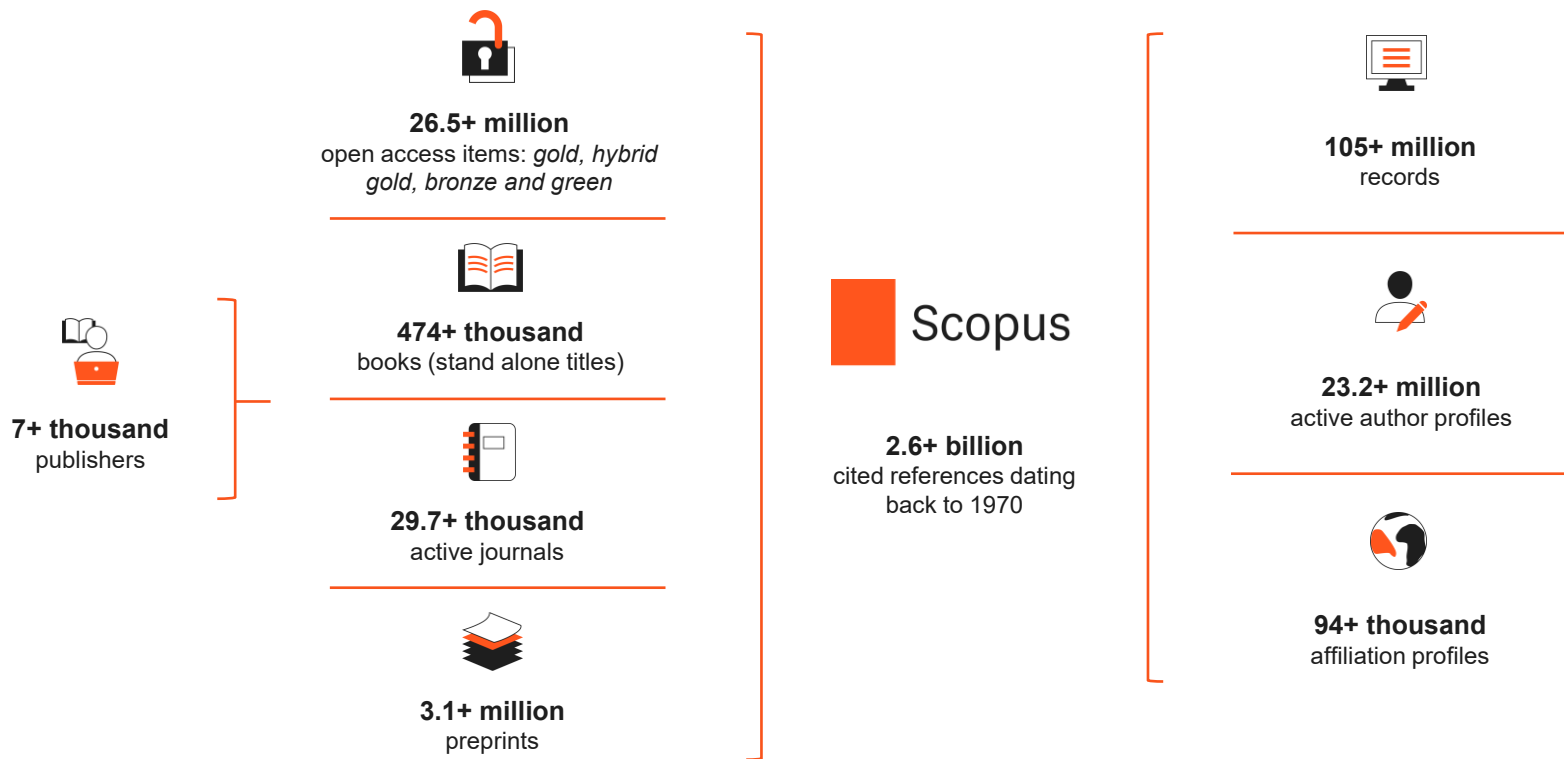 7+ thousand
publishers
26.5+ million
open access items: gold, hybrid
gold, bronze and green
474+ thousand
books (stand alone titles)
29.7+ thousand
active journals
3.1+ million
preprints
Scopus
2.6+ billion
cited references dating
back to 1970
105+ million
records
23.2+ million
active author profiles
94+ thousand
affiliation profiles